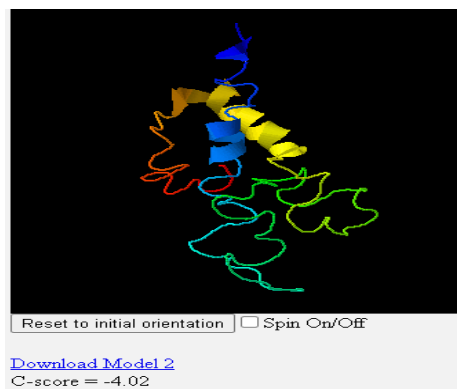 Reset to initial orientation Spin On/Off
Download Model 2
C-score = -4.02